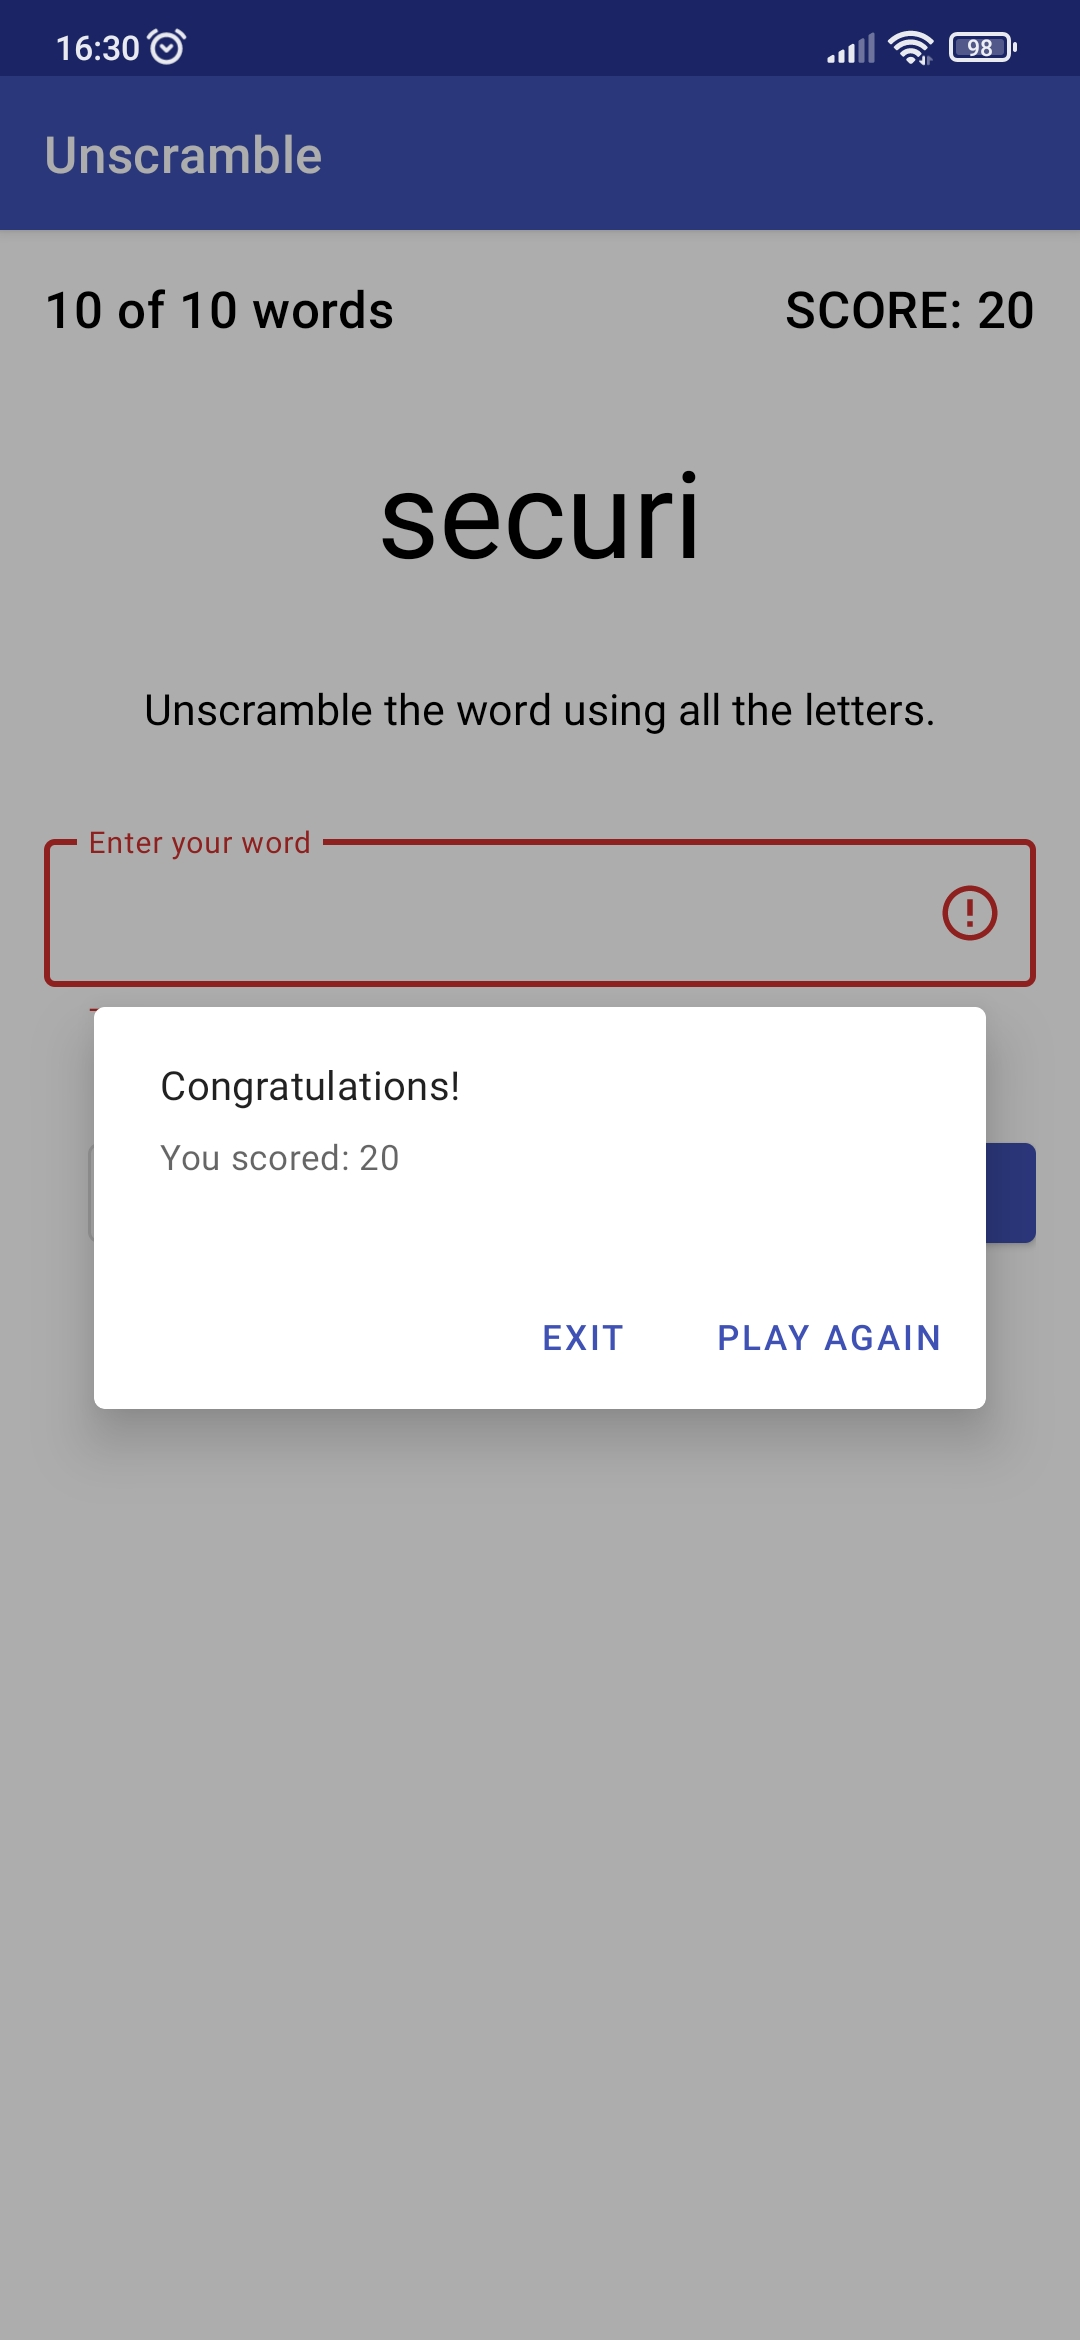 16:30
98
Unscramble
10 of 10 words
SCORE: 20
securi
Unscramble the word using all the letters.
Enter your word
Congratulations!
You scored: 20
EXIT
PLAY AGAIN